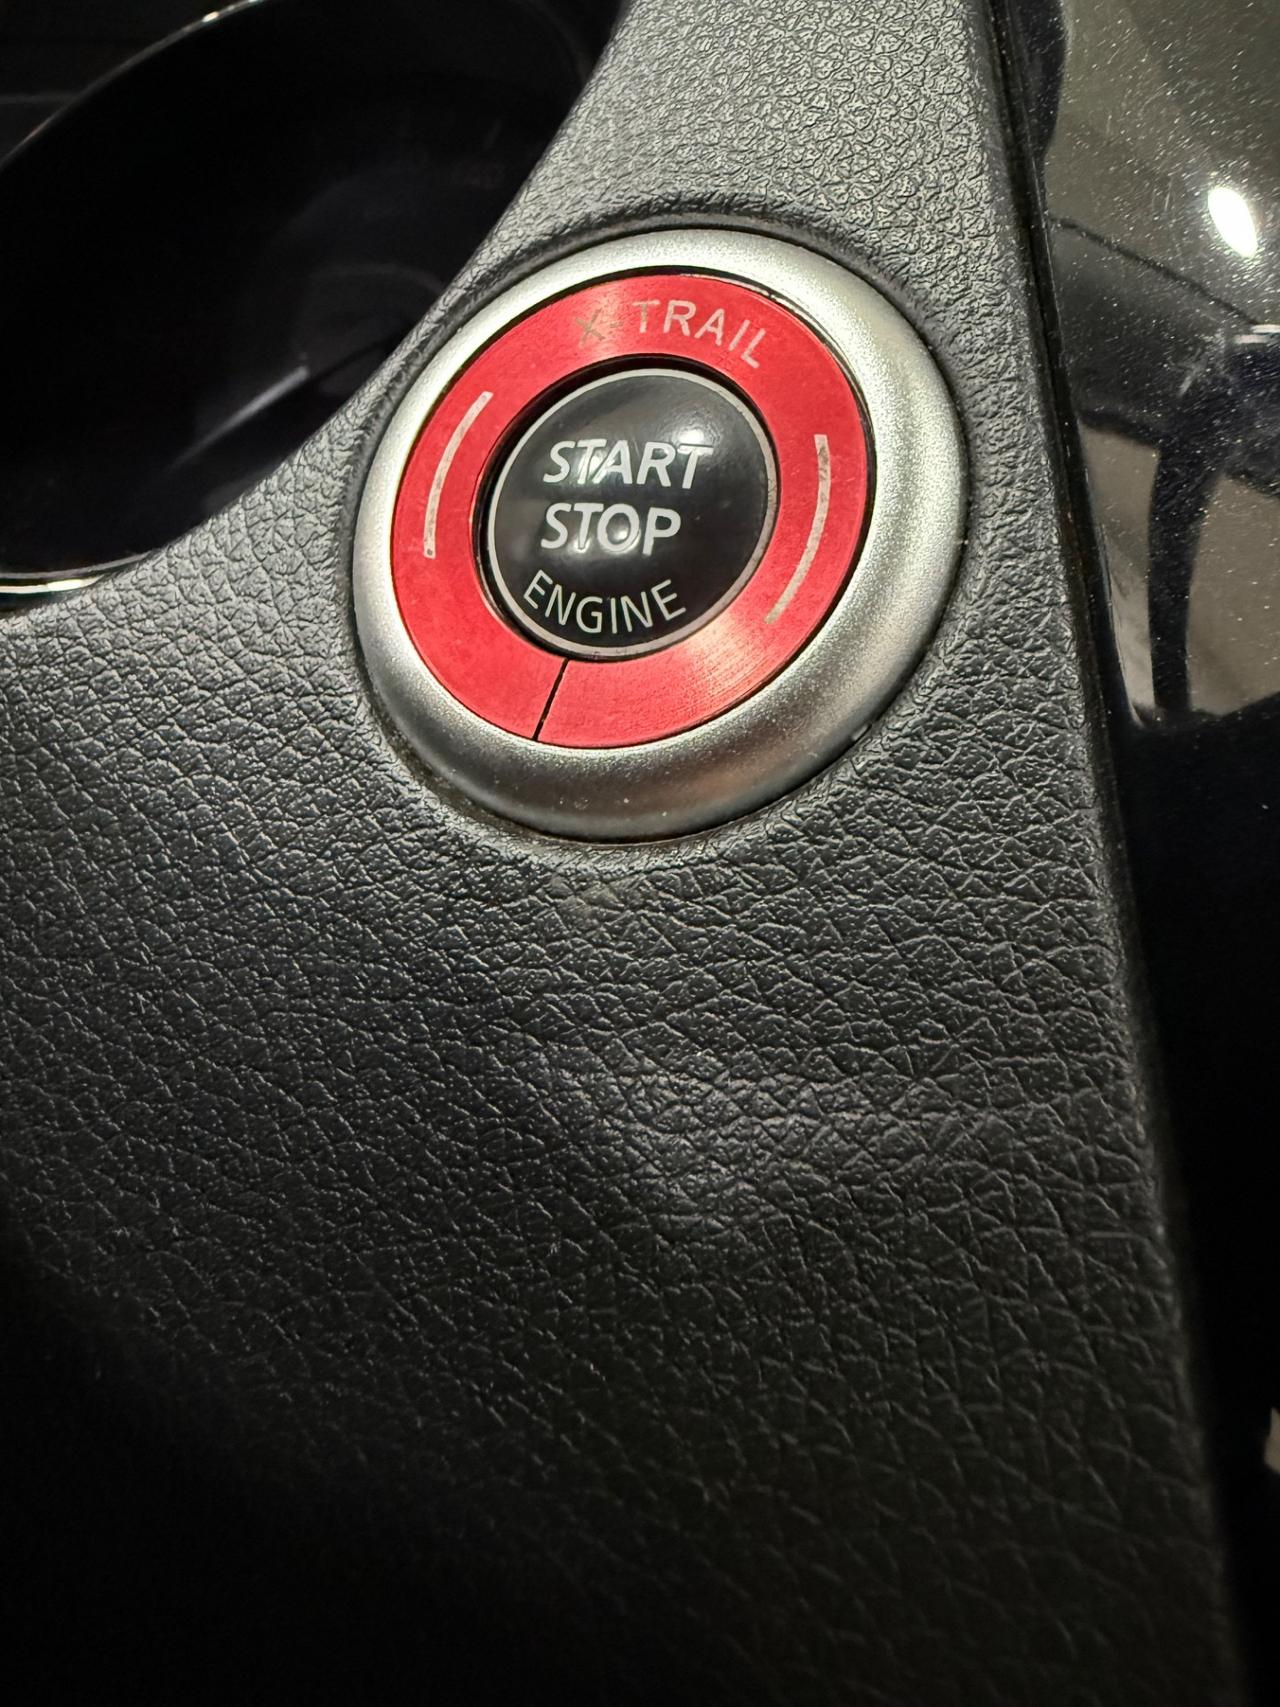 X-TRAIL
START
STOP
ENGINE